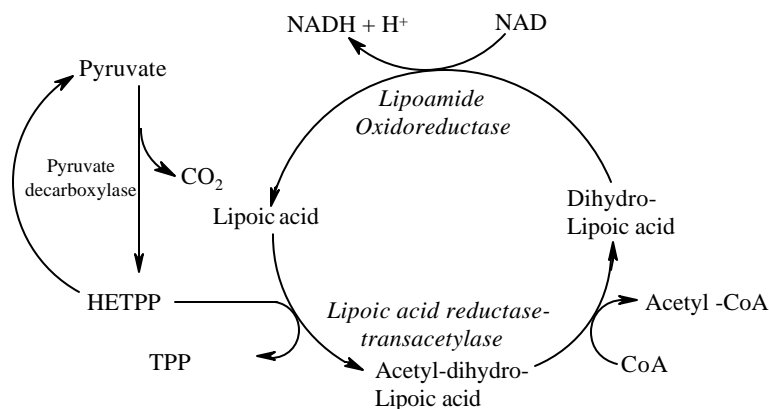 NADH + H⁺
NAD
Pyruvate
Lipoamide
Oxidoreductase
Pyruvate
decarboxylase
CO₂
Lipoic acid
Dihydro-
Lipoic acid
HETPP
Lipoic acid reductase-
transacetylase
Acetyl -CoA
TPP
Acetyl-dihydro-
Lipoic acid
CoA